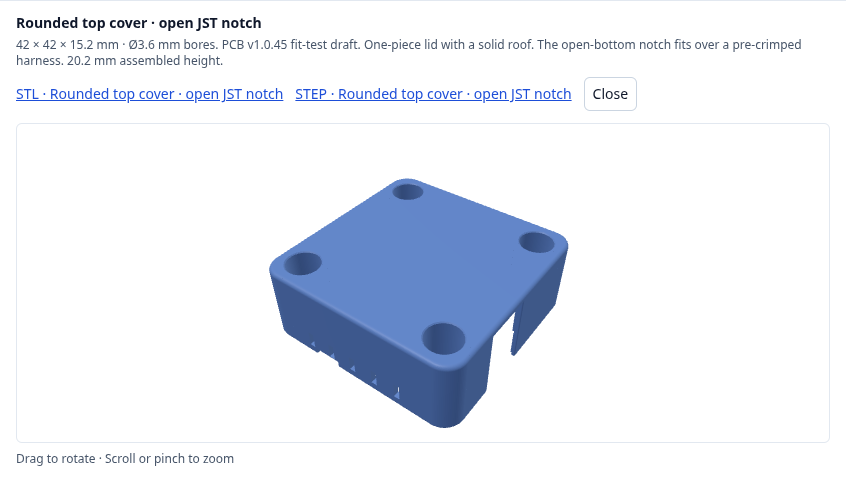 Rounded top cover · open JST notch
42 × 42 × 15.2 mm · Ø3.6 mm bores. PCB v1.0.45 fit-test draft. One-piece lid with a solid roof. The open-bottom notch fits over a pre-crimped
harness. 20.2 mm assembled height.
STL · Rounded top cover · open JST notch STEP · Rounded top cover · open JST notch Close
Drag to rotate · Scroll or pinch to zoom